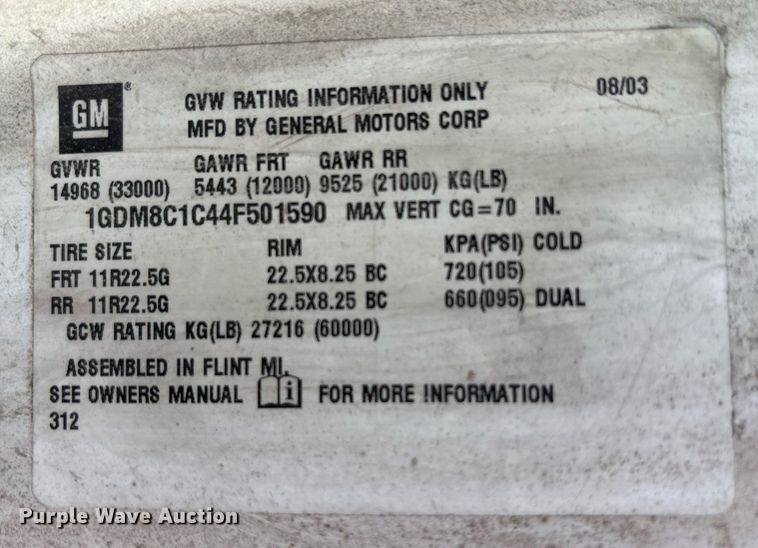 GM ® GVW RATING INFORMATION ONLY 08/03
MFD BY GENERAL MOTORS CORP
GVWR GAWR FRT GAWR RR
14968 (33000) 5443 (12000) 9525 (21000) KG(LB)
1GDM8C1C44F501590 MAX VERT CG=70 IN.
TIRE SIZE RIM KPA(PSI) COLD
FRT 11R22.5G 22.5X8.25 BC 720(105)
RR 11R22.5G 22.5X8.25 BC 660(095) DUAL
GCW RATING KG(LB) 27216 (60000)
ASSEMBLED IN FLINT MI.
SEE OWNERS MANUAL i FOR MORE INFORMATION
312
Purple Wave Auction